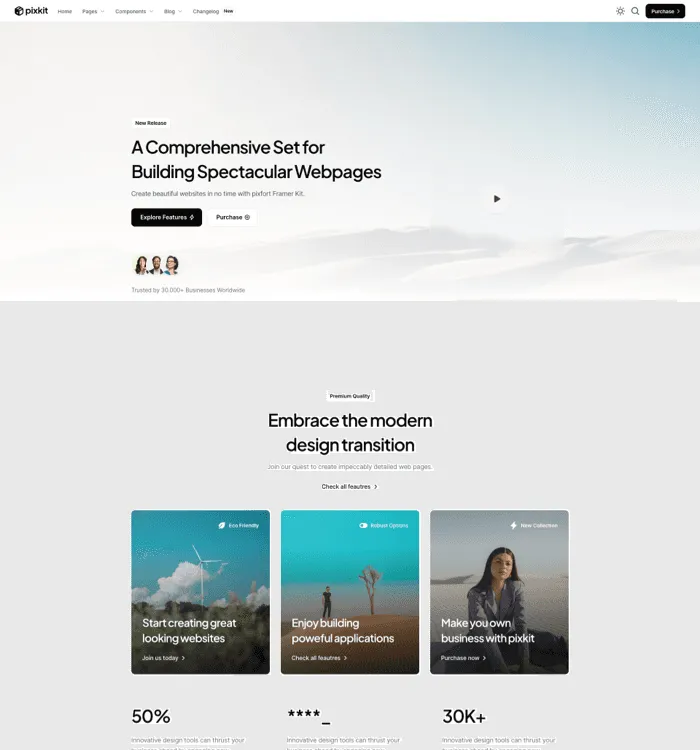 pixkit
Home Pages Components Blog Changelog New
Purchase
New Release
A Comprehensive Set for
Building Spectacular Webpages
Create beautiful websites in no time with pixfort Framer Kit.
Explore Features Purchase
Trusted by 30,000+ Businesses Worldwide
Premium Quality
Embrace the modern
design transition
Join our quest to create impeccably detailed web pages.
Check all feautres
Eco Friendly
Start creating great
looking websites
Join us today
Robust Options
Enjoy building
poweful applications
Check all feautres
New Collection
Make you own
business with pixkit
Purchase now
50%
Innovative design tools can thrust your
****_
Innovative design tools can thrust your
30K+
Innovative design tools can thrust your